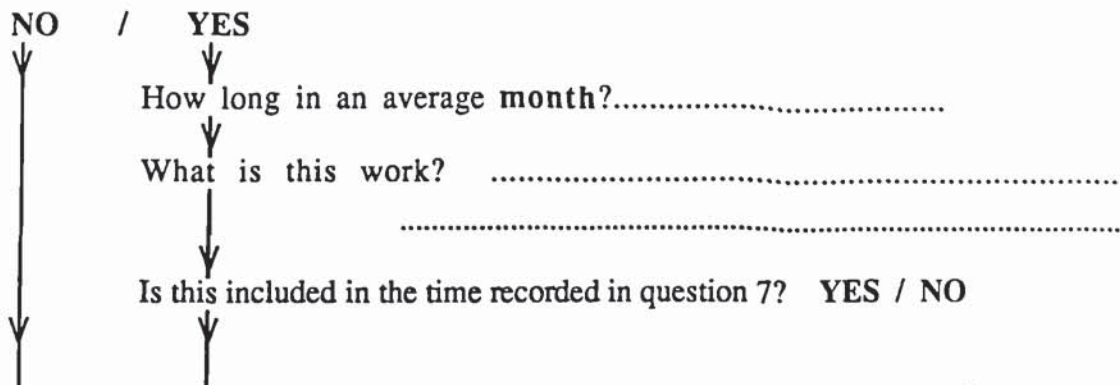 NO / YES
How long in an average month?..........................................
What is this work? ................................................................................
............................................................................................
Is this included in the time recorded in question 7? YES / NO